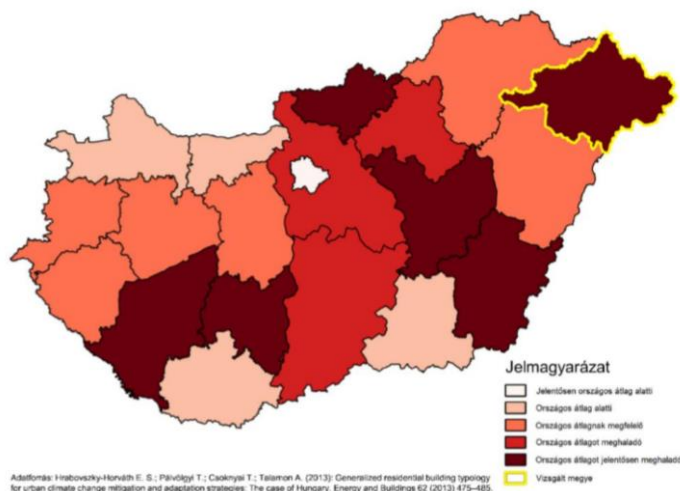 Jelmagyarázat
Jelentősen országos átlag alatti
Országos átlag alatti
Országos átlagnak megfelelő
Országos átlagot meghaladó
Országos átlagot jelentősen meghaladó
Vizsgált megye
Adatforrás: Hrabovszky-Horváth E. S.; Pálvölgyi T.; Csoknyai T.; Talamon A. (2013): Generalized residential building typology
for urban climate change mitigation and adaptation strategies: The case of Hungary. Energy and Buildings 62 (2013) 475–485.